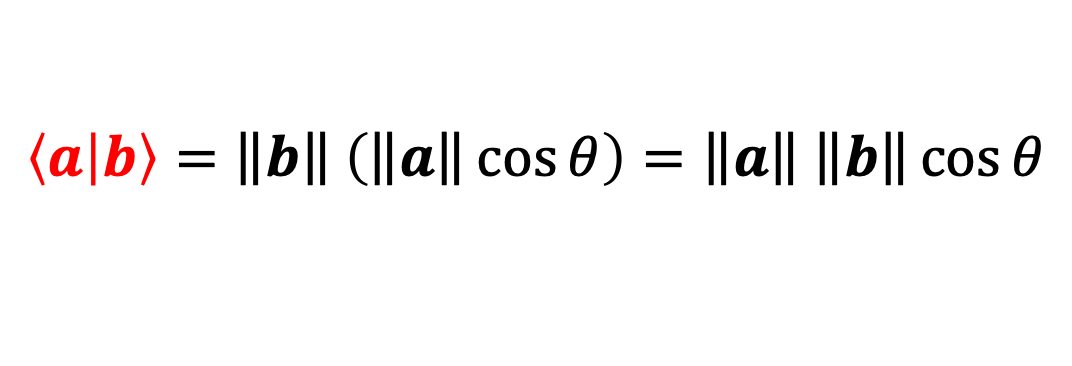 ⟨a|b⟩ = ‖b‖ (‖a‖ cos θ) = ‖a‖ ‖b‖ cos θ